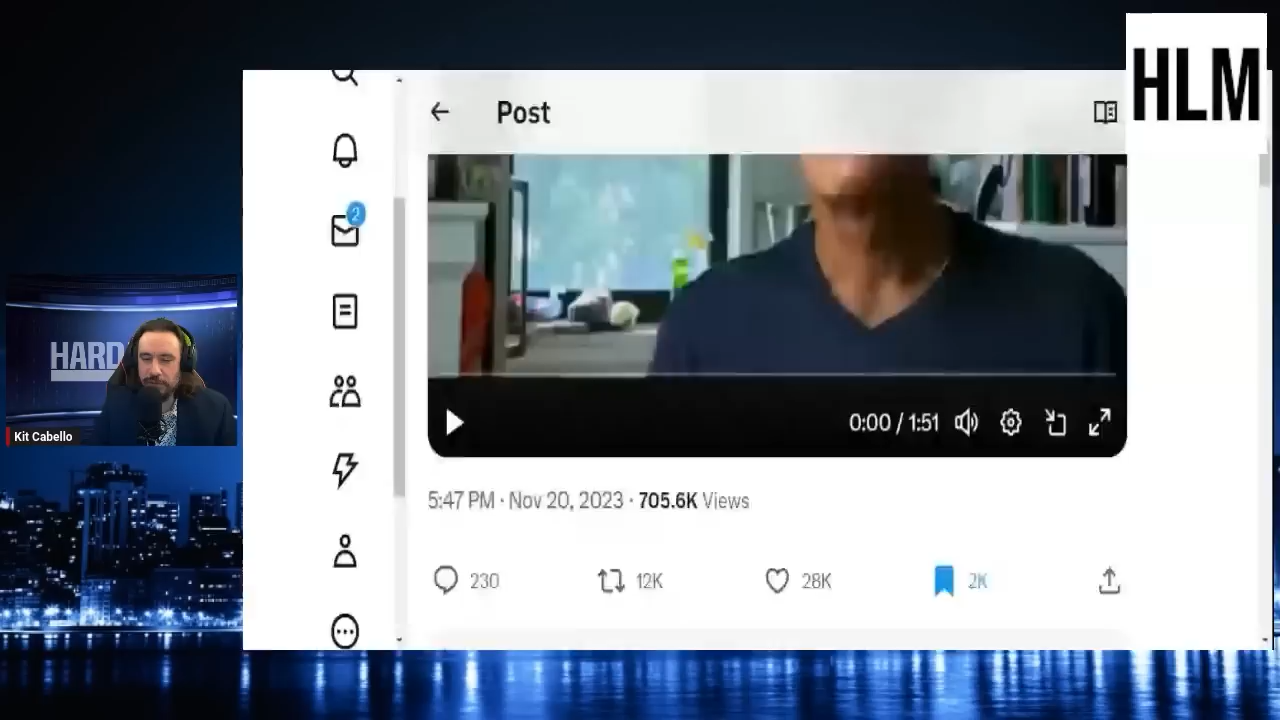 HLM
Post
2
HARD
Kit Cabello
0:00 / 1:51
5:47 PM · Nov 20, 2023 · 705.6K Views
230 12K 28K 2K